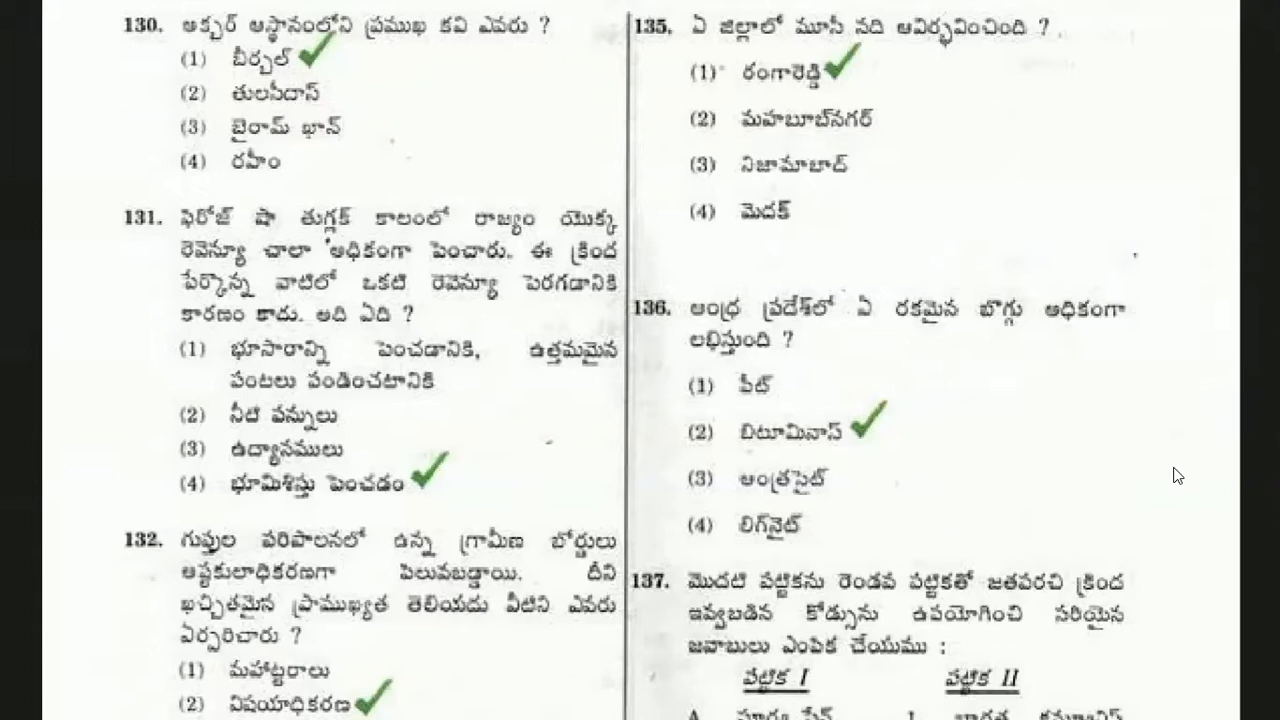 130. అక్బర్ ఆస్థానంలోని ప్రముఖ కవి ఎవరు ?
(1) బీర్బల్
(2) తులసీదాస్
(3) బైరామ్ ఖాన్
(4) రహీం
131. ఫిరోజ్ షా తుగ్లక్ కాలంలో రాజ్యం యొక్క
రెవెన్యూ చాలా అధికంగా పెంచారు. ఈ క్రింద
పేర్కొన్న వాటిలో ఒకటి రెవెన్యూ పెరగడానికి
కారణం కాదు. అది ఏది ?
(1) భూసారాన్ని పెంచడానికి, ఉత్తమమైన
పంటలు పండించటానికి
(2) నీటి పన్నులు
(3) ఉద్యానములు
(4) భూమిశిస్తు పెంచడం
132. గుప్తుల పరిపాలనలో ఉన్న గ్రామీణ బోర్డులు
అష్టకులాధికరణగా పిలువబడ్డాయి. దీని
ఖచ్చితమైన ప్రాముఖ్యత తెలియదు వీటిని ఎవరు
ఏర్పరిచారు ?
(1) మహాట్టరాలు
(2) విషయాధికరణ
135. ఏ జిల్లాలో మూసీ నది ఆవిర్భవించింది ?
(1) రంగారెడ్డి
(2) మహబూబ్‌నగర్
(3) నిజామాబాద్
(4) మెదక్
136. ఆంధ్ర ప్రదేశ్‌లో ఏ రకమైన బొగ్గు అధికంగా
లభిస్తుంది ?
(1) పీట్
(2) బిటూమినాస్
(3) ఆంత్రసైట్
(4) లిగ్‌నైట్
137. మొదటి పట్టికను రెండవ పట్టికతో జతపరచి క్రింద
ఇవ్వబడిన కోడ్సును ఉపయోగించి సరియైన
జవాబులు ఎంపిక చేయుము :
పట్టిక I పట్టిక II